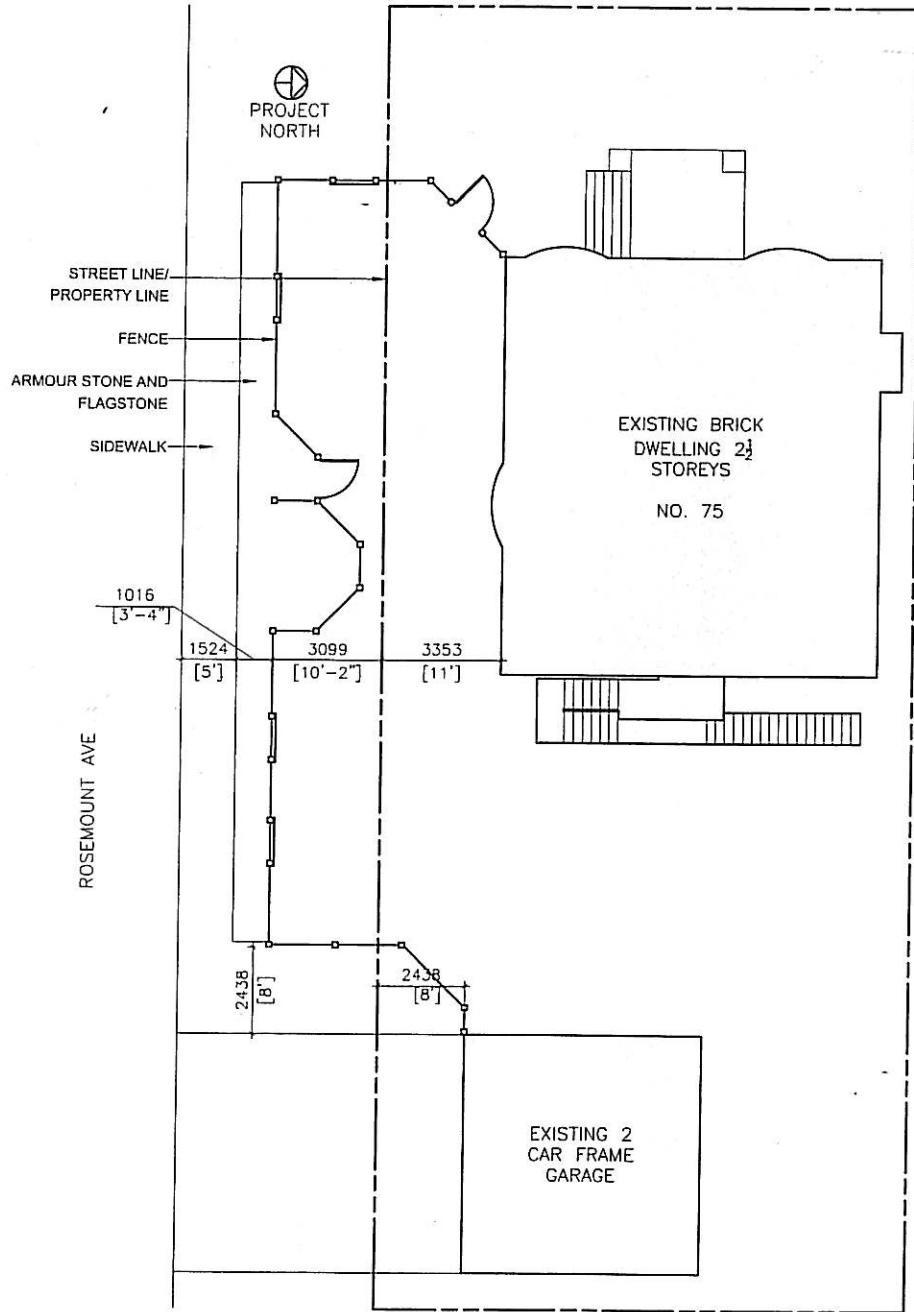 PROJECT
NORTH
STREET LINE/
PROPERTY LINE
FENCE
ARMOUR STONE AND
FLAGSTONE
SIDEWALK
EXISTING BRICK
DWELLING 2½
STOREYS
NO. 75
1016
[3'-4"]
1524
[5']
3099
[10'-2"]
3353
[11']
ROSEMOUNT AVE
2438
[8']
2438
[8']
EXISTING 2
CAR FRAME
GARAGE